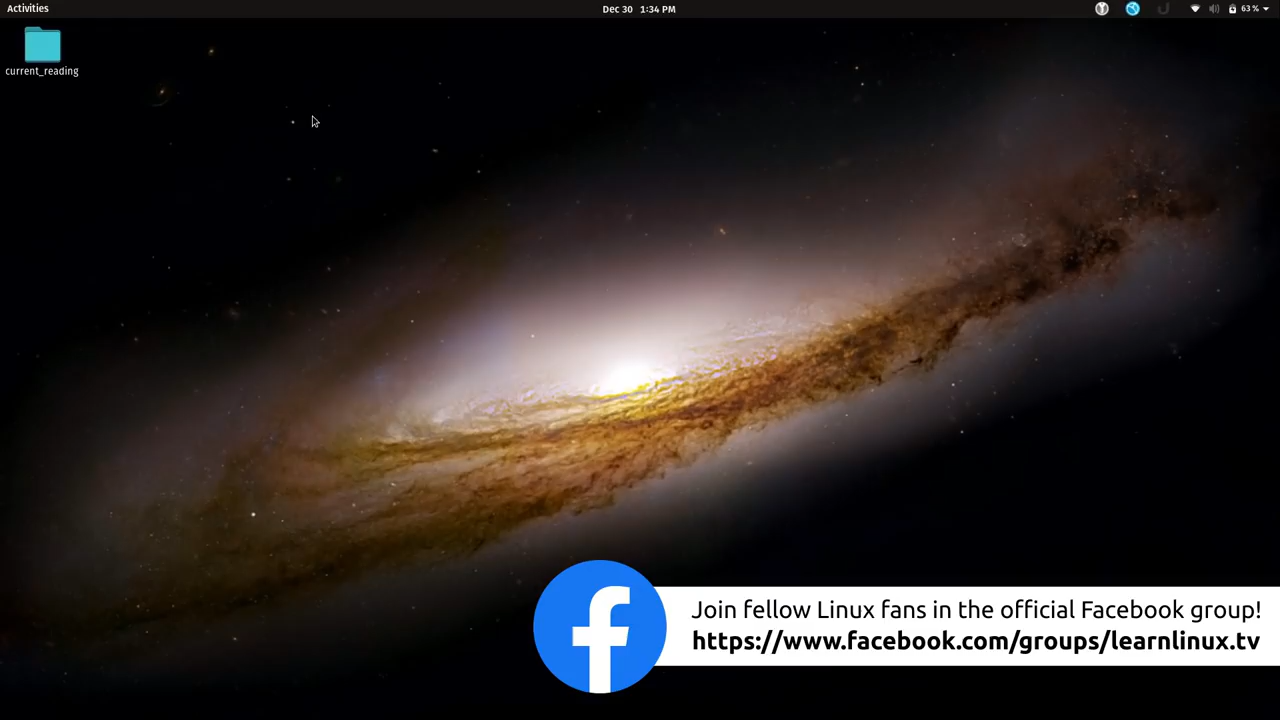 Activities
Dec 30 1:34 PM
63 %
current_reading
Join fellow Linux fans in the official Facebook group!
https://www.facebook.com/groups/learnlinux.tv